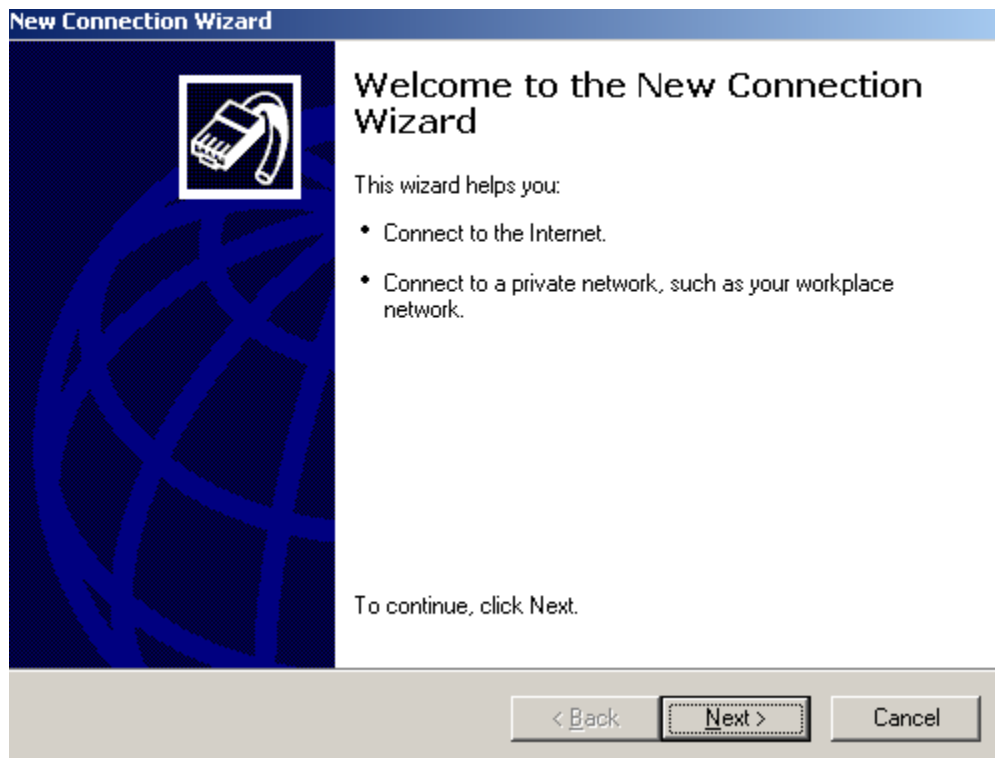 New Connection Wizard
Welcome to the New Connection
Wizard
This wizard helps you:
• Connect to the Internet.
• Connect to a private network, such as your workplace
network.
To continue, click Next.
< Back
Next >
Cancel